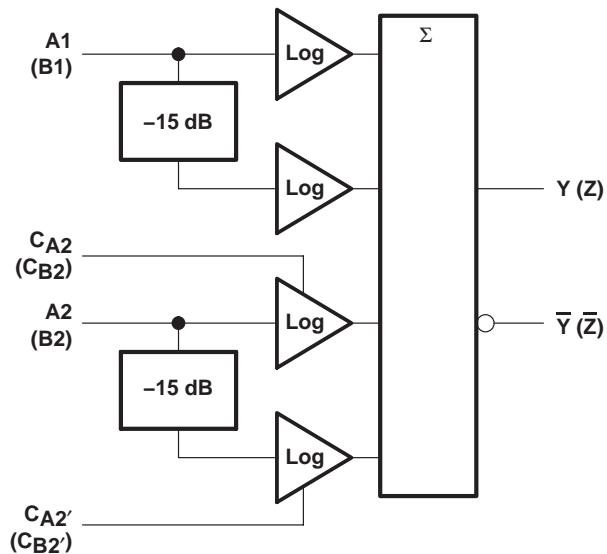 A1
(B1)
Log
Σ
–15 dB
Log
Y (Z)
CA2
(CB2)
A2
(B2)
Log
Y̅ (Z̅)
–15 dB
Log
CA2′
(CB2′)